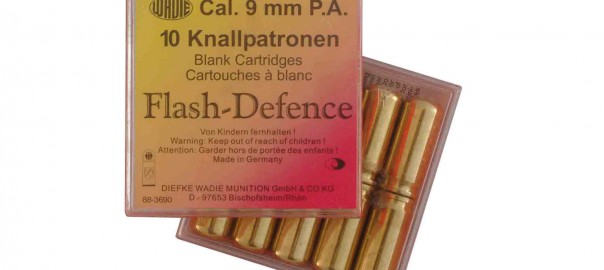 WADIE
Cal. 9 mm P.A.
10 Knallpatronen
Blank Cartridges
Cartouches à blanc
Flash-Defence
Von Kindern fernhalten !
Warning: Keep out of reach of children !
Attention: Garder hors de portée des enfants !
Made in Germany
DIEFKE WADIE MUNITION GmbH & CO KG
D - 97653 Bischofsheim/Rhön
88-3690